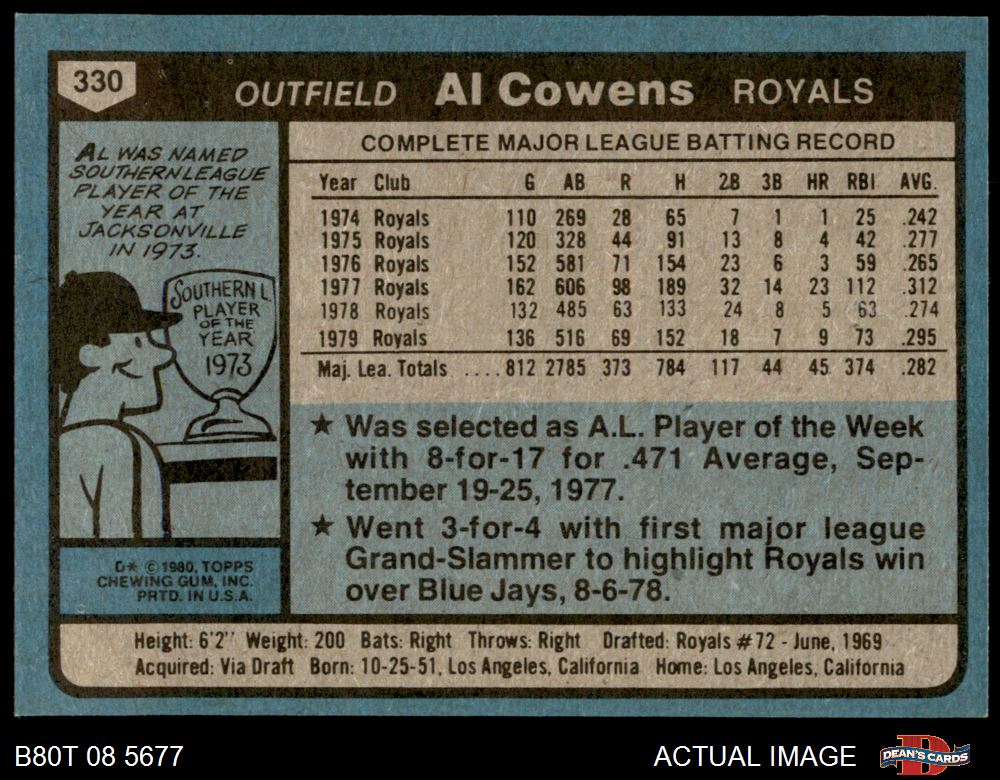 330
OUTFIELD Al Cowens ROYALS
AL WAS NAMED
SOUTHERN LEAGUE
PLAYER OF THE
YEAR AT
JACKSONVILLE
IN 1973.
SOUTHERN L.
PLAYER
OF THE
YEAR
1973
D* © 1980, TOPPS
CHEWING GUM, INC.
PRTD. IN U.S.A.
COMPLETE MAJOR LEAGUE BATTING RECORD
Year Club G AB R H 2B 3B HR RBI AVG.
1974 Royals 110 269 28 65 7 1 1 25 .242
1975 Royals 120 328 44 91 13 8 4 42 .277
1976 Royals 152 581 71 154 23 6 3 59 .265
1977 Royals 162 606 98 189 32 14 23 112 .312
1978 Royals 132 485 63 133 24 8 5 63 .274
1979 Royals 136 516 69 152 18 7 9 73 .295
Maj. Lea. Totals ....812 2785 373 784 117 44 45 374 .282
★ Was selected as A.L. Player of the Week
with 8-for-17 for .471 Average, Sep-
tember 19-25, 1977.
★ Went 3-for-4 with first major league
Grand-Slammer to highlight Royals win
over Blue Jays, 8-6-78.
Height: 6'2" Weight: 200 Bats: Right Throws: Right Drafted: Royals #72 - June, 1969
Acquired: Via Draft Born: 10-25-51, Los Angeles, California Home: Los Angeles, California
B80T 08 5677
ACTUAL IMAGE
DEAN'S CARDS